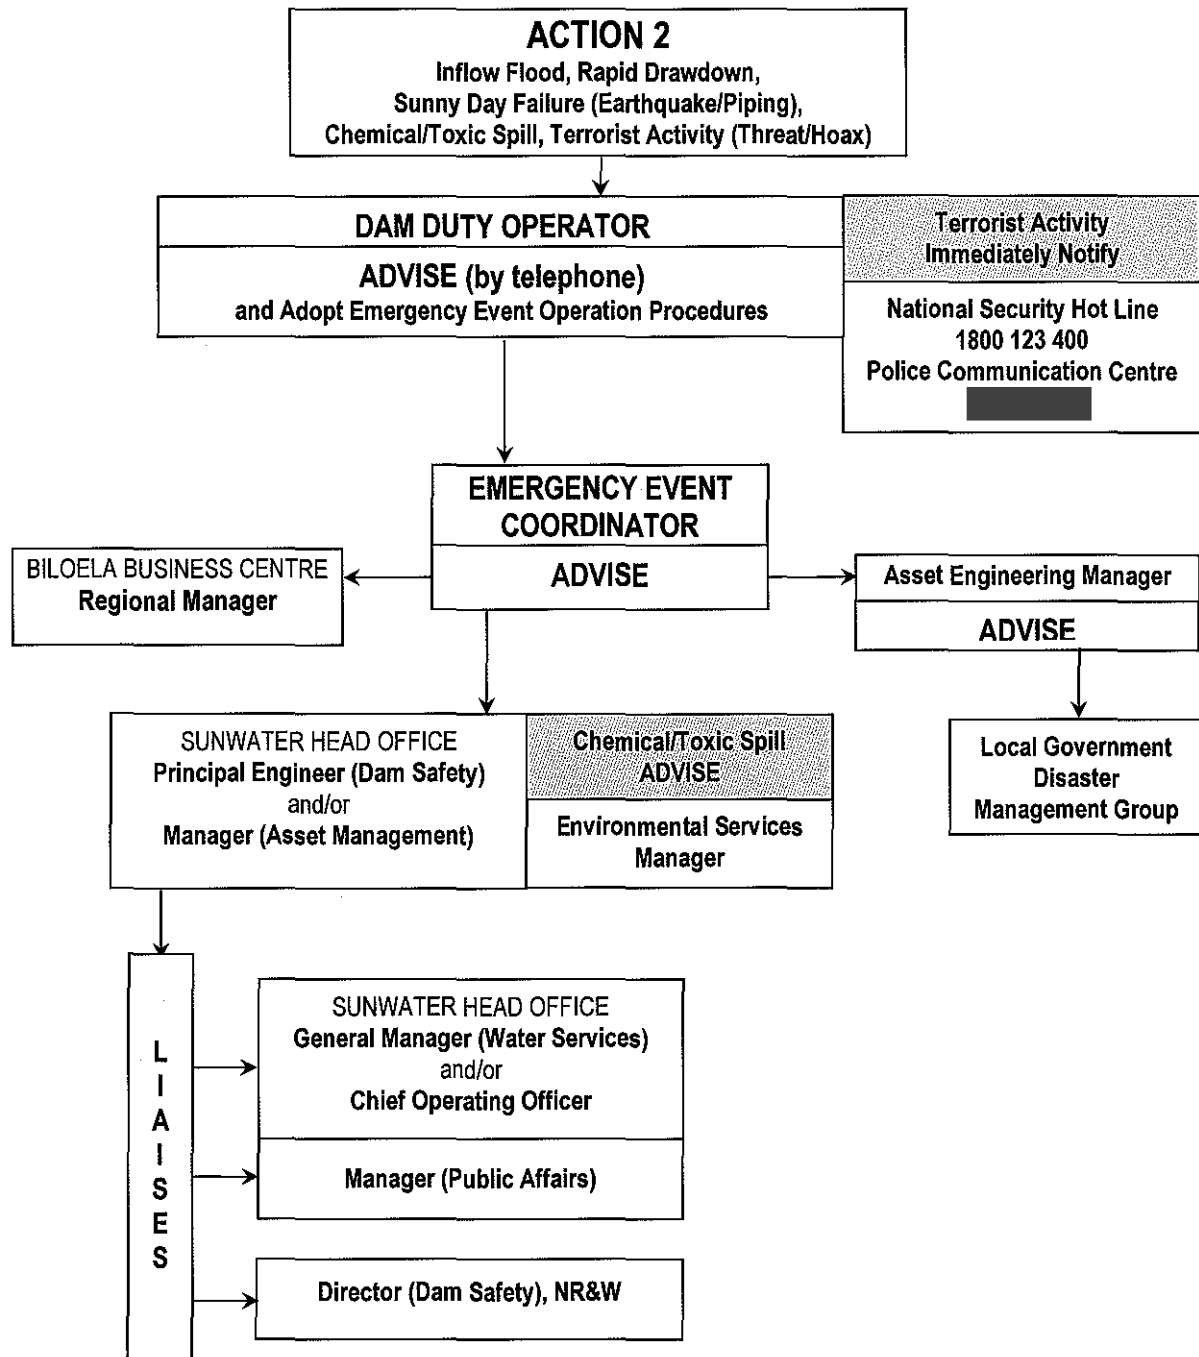 ACTION 2
Inflow Flood, Rapid Drawdown,
Sunny Day Failure (Earthquake/Piping),
Chemical/Toxic Spill, Terrorist Activity (Threat/Hoax)
DAM DUTY OPERATOR
ADVISE (by telephone)
and Adopt Emergency Event Operation Procedures
Terrorist Activity
Immediately Notify
National Security Hot Line
1800 123 400
Police Communication Centre
EMERGENCY EVENT
COORDINATOR
ADVISE
BILOELA BUSINESS CENTRE
Regional Manager
Asset Engineering Manager
ADVISE
Local Government
Disaster
Management Group
SUNWATER HEAD OFFICE
Principal Engineer (Dam Safety)
and/or
Manager (Asset Management)
Chemical/Toxic Spill
ADVISE
Environmental Services
Manager
L
I
A
I
S
E
S
SUNWATER HEAD OFFICE
General Manager (Water Services)
and/or
Chief Operating Officer
Manager (Public Affairs)
Director (Dam Safety), NR&W